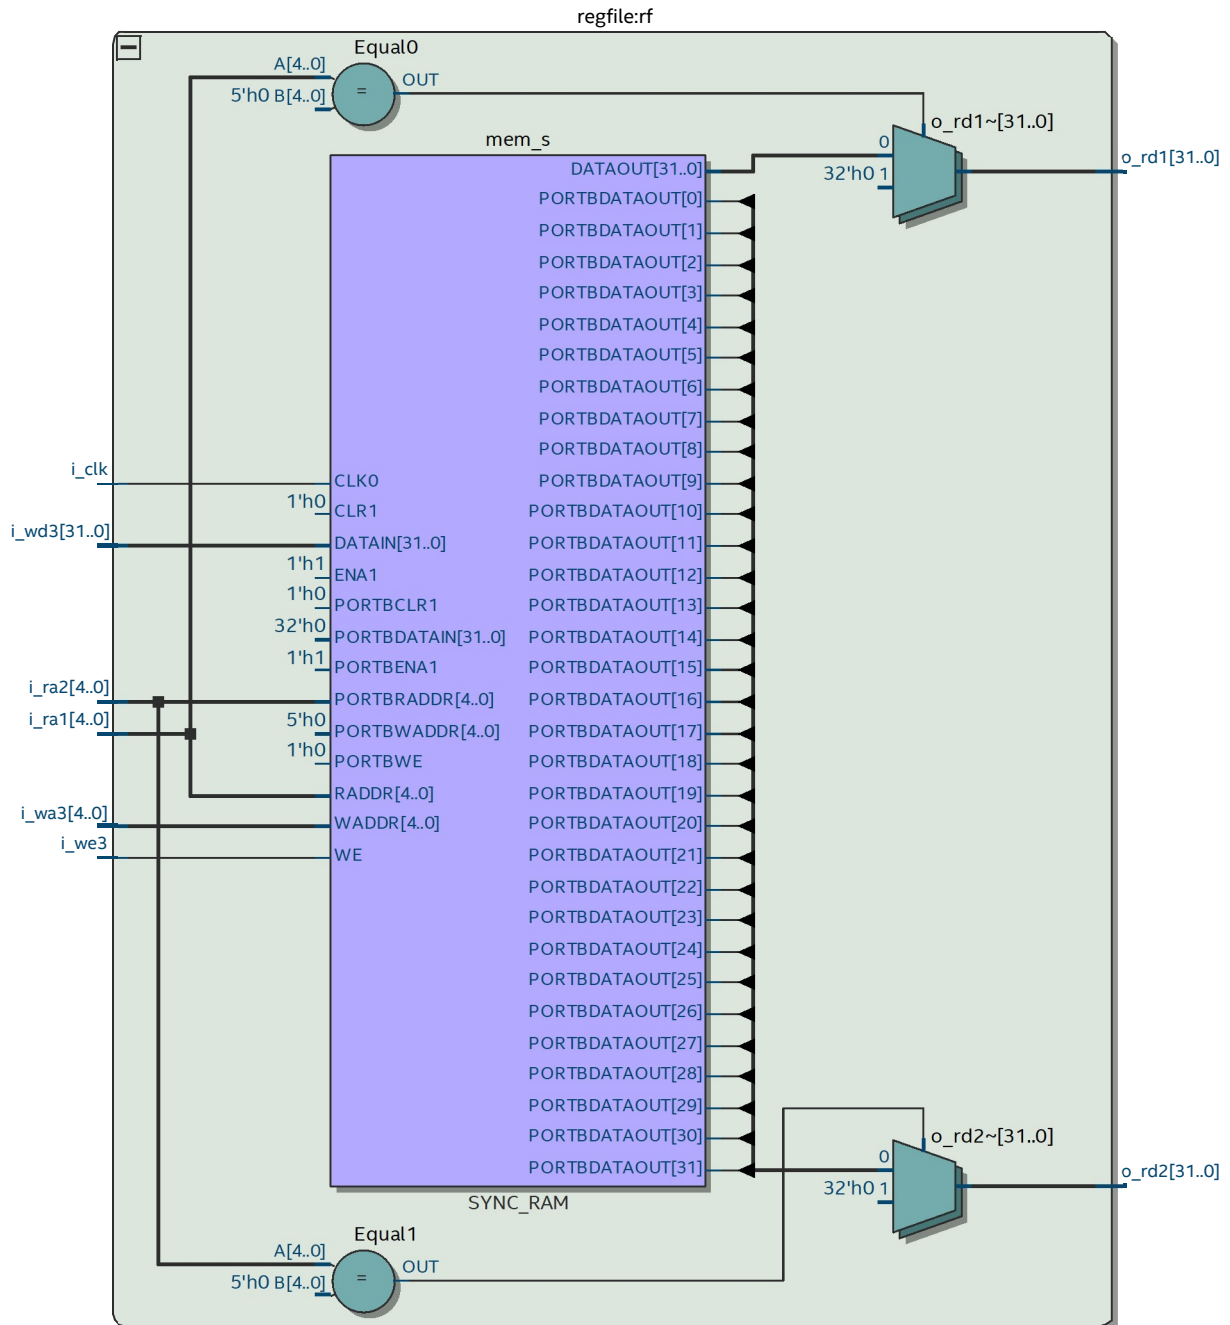 regfile:rf
Equal0
A[4..0]
5'h0 B[4..0]
=
OUT
o_rd1~[31..0]
0
32'h0 1
o_rd1[31..0]
mem_s
DATAOUT[31..0]
PORTBDATAOUT[0]
PORTBDATAOUT[1]
PORTBDATAOUT[2]
PORTBDATAOUT[3]
PORTBDATAOUT[4]
PORTBDATAOUT[5]
PORTBDATAOUT[6]
PORTBDATAOUT[7]
PORTBDATAOUT[8]
i_clk
CLK0
PORTBDATAOUT[9]
1'h0
CLR1
PORTBDATAOUT[10]
i_wd3[31..0]
DATAIN[31..0]
PORTBDATAOUT[11]
1'h1
ENA1
PORTBDATAOUT[12]
1'h0
PORTBCLR1
PORTBDATAOUT[13]
32'h0
PORTBDATAIN[31..0]
PORTBDATAOUT[14]
1'h1
PORTBENA1
PORTBDATAOUT[15]
i_ra2[4..0]
PORTBRADDR[4..0]
PORTBDATAOUT[16]
i_ra1[4..0]
5'h0
PORTBWADDR[4..0]
PORTBDATAOUT[17]
1'h0
PORTBWE
PORTBDATAOUT[18]
RADDR[4..0]
PORTBDATAOUT[19]
i_wa3[4..0]
WADDR[4..0]
PORTBDATAOUT[20]
i_we3
WE
PORTBDATAOUT[21]
PORTBDATAOUT[22]
PORTBDATAOUT[23]
PORTBDATAOUT[24]
PORTBDATAOUT[25]
PORTBDATAOUT[26]
PORTBDATAOUT[27]
PORTBDATAOUT[28]
PORTBDATAOUT[29]
PORTBDATAOUT[30]
PORTBDATAOUT[31]
SYNC_RAM
o_rd2~[31..0]
0
32'h0 1
o_rd2[31..0]
Equal1
A[4..0]
5'h0 B[4..0]
=
OUT